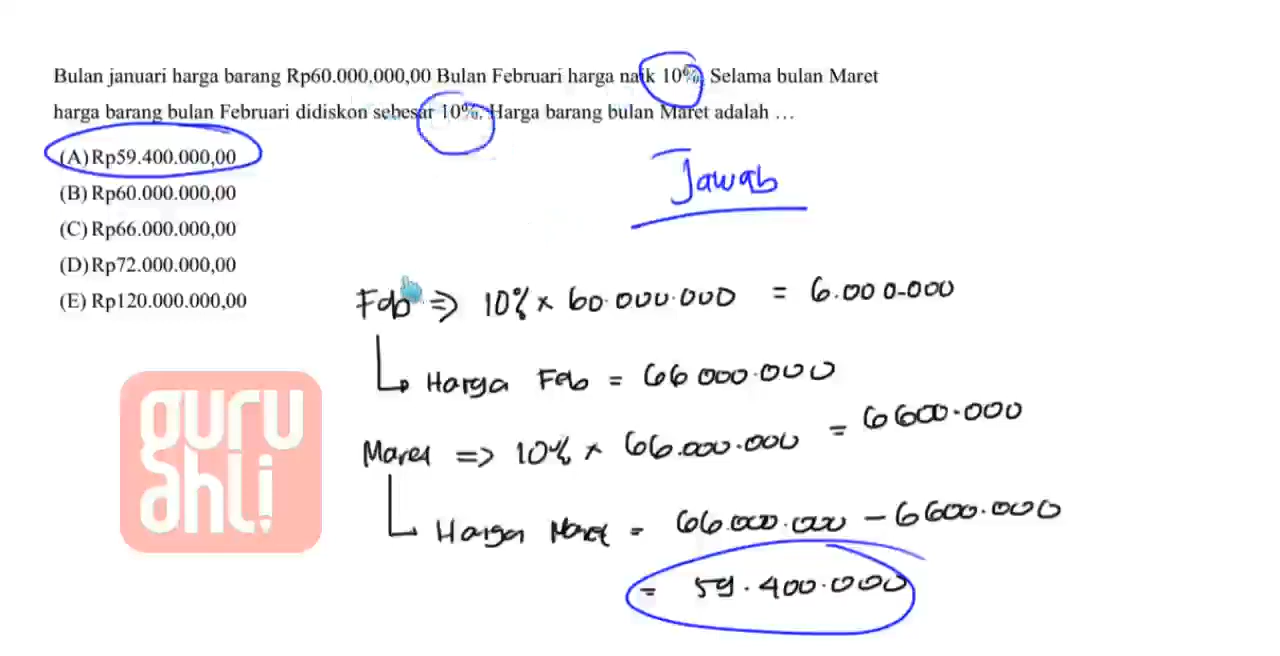 Bulan januari harga barang Rp60.000.000,00 Bulan Februari harga naik 10%. Selama bulan Maret
harga barang bulan Februari didiskon sebesar 10%. Harga barang bulan Maret adalah …
(A) Rp59.400.000,00
(B) Rp60.000.000,00
(C) Rp66.000.000,00
(D) Rp72.000.000,00
(E) Rp120.000.000,00
Jawab
Feb => 10% x 60.000.000 = 6.000.000
Harga Feb = 66 000.000
Maret => 10% x 66.000.000 = 6600.000
Harga Maret = 66.000.000 - 6600.000
= 59.400.000
guru
ahli